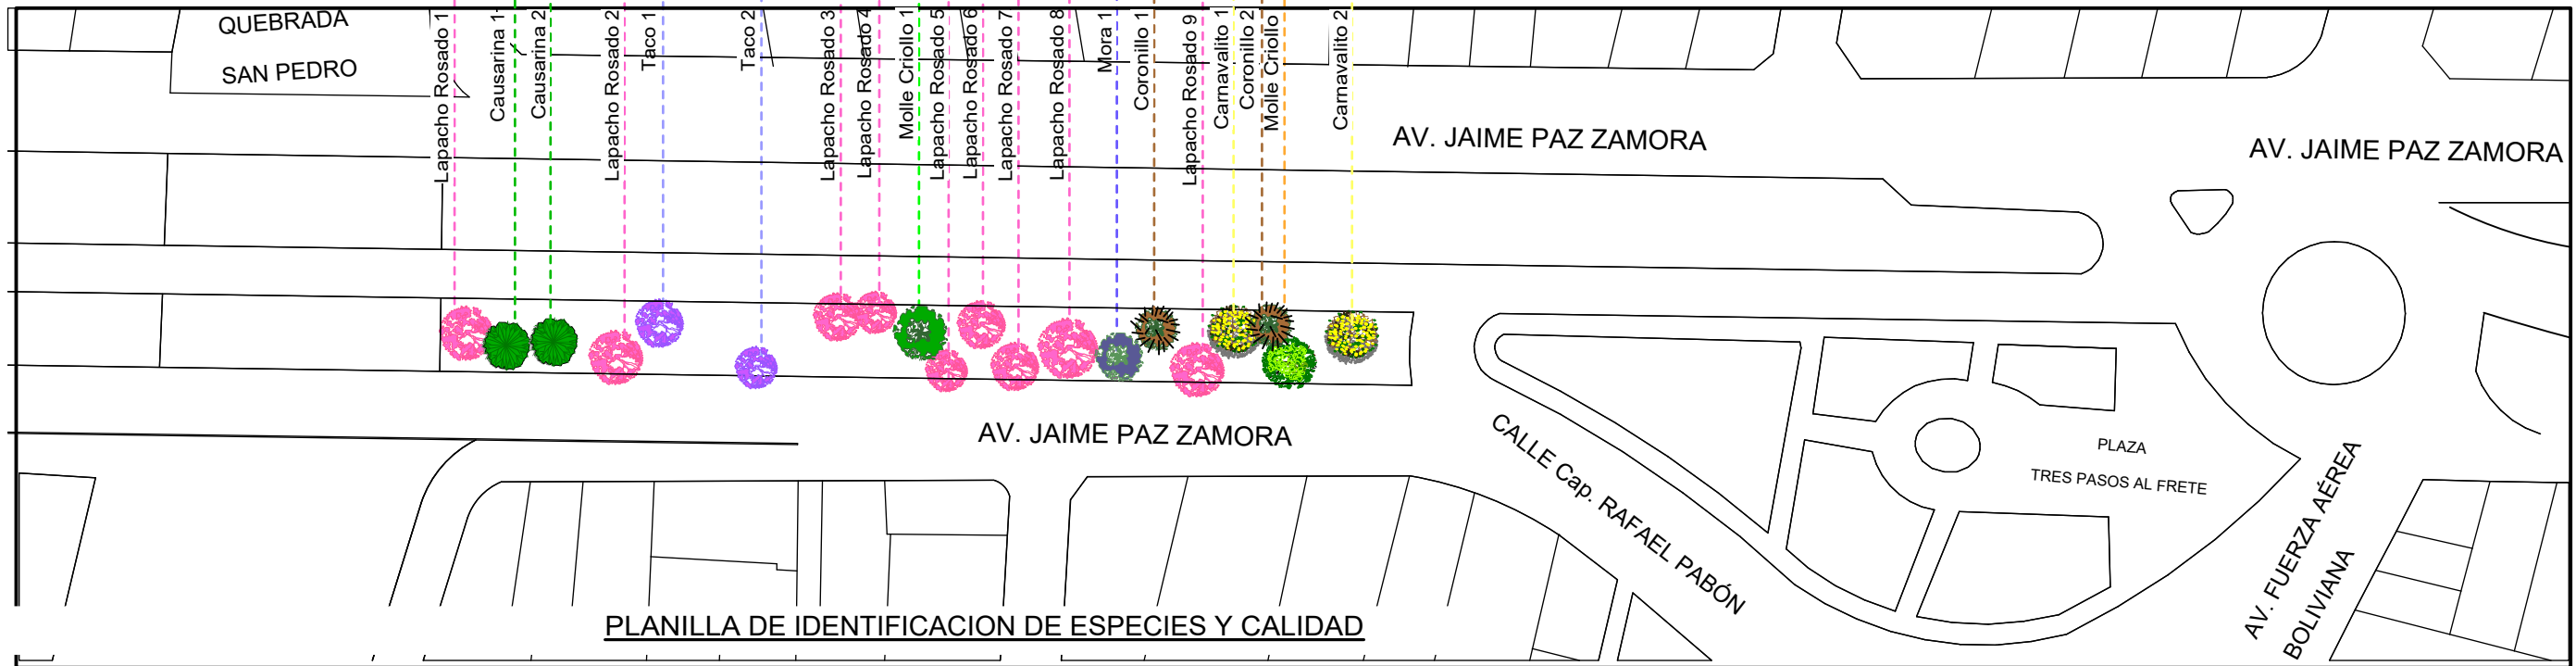 QUEBRADA
SAN PEDRO
Lapacho Rosado 1
Causarina 1
Causarina 2
Lapacho Rosado 2
Taco 1
Taco 2
Lapacho Rosado 3
Lapacho Rosado 4
Molle Criollo 1
Lapacho Rosado 5
Lapacho Rosado 6
Lapacho Rosado 7
Lapacho Rosado 8
Mora 1
Coronillo 1
Lapacho Rosado 9
Carnavalito 1
Coronillo 2
Molle Criollo
Carnavalito 2
AV. JAIME PAZ ZAMORA
AV. JAIME PAZ ZAMORA
AV. JAIME PAZ ZAMORA
CALLE Cap. RAFAEL PABÓN
PLAZA
TRES PASOS AL FRETE
AV. FUERZA AÉREA
BOLIVIANA
PLANILLA DE IDENTIFICACION DE ESPECIES Y CALIDAD